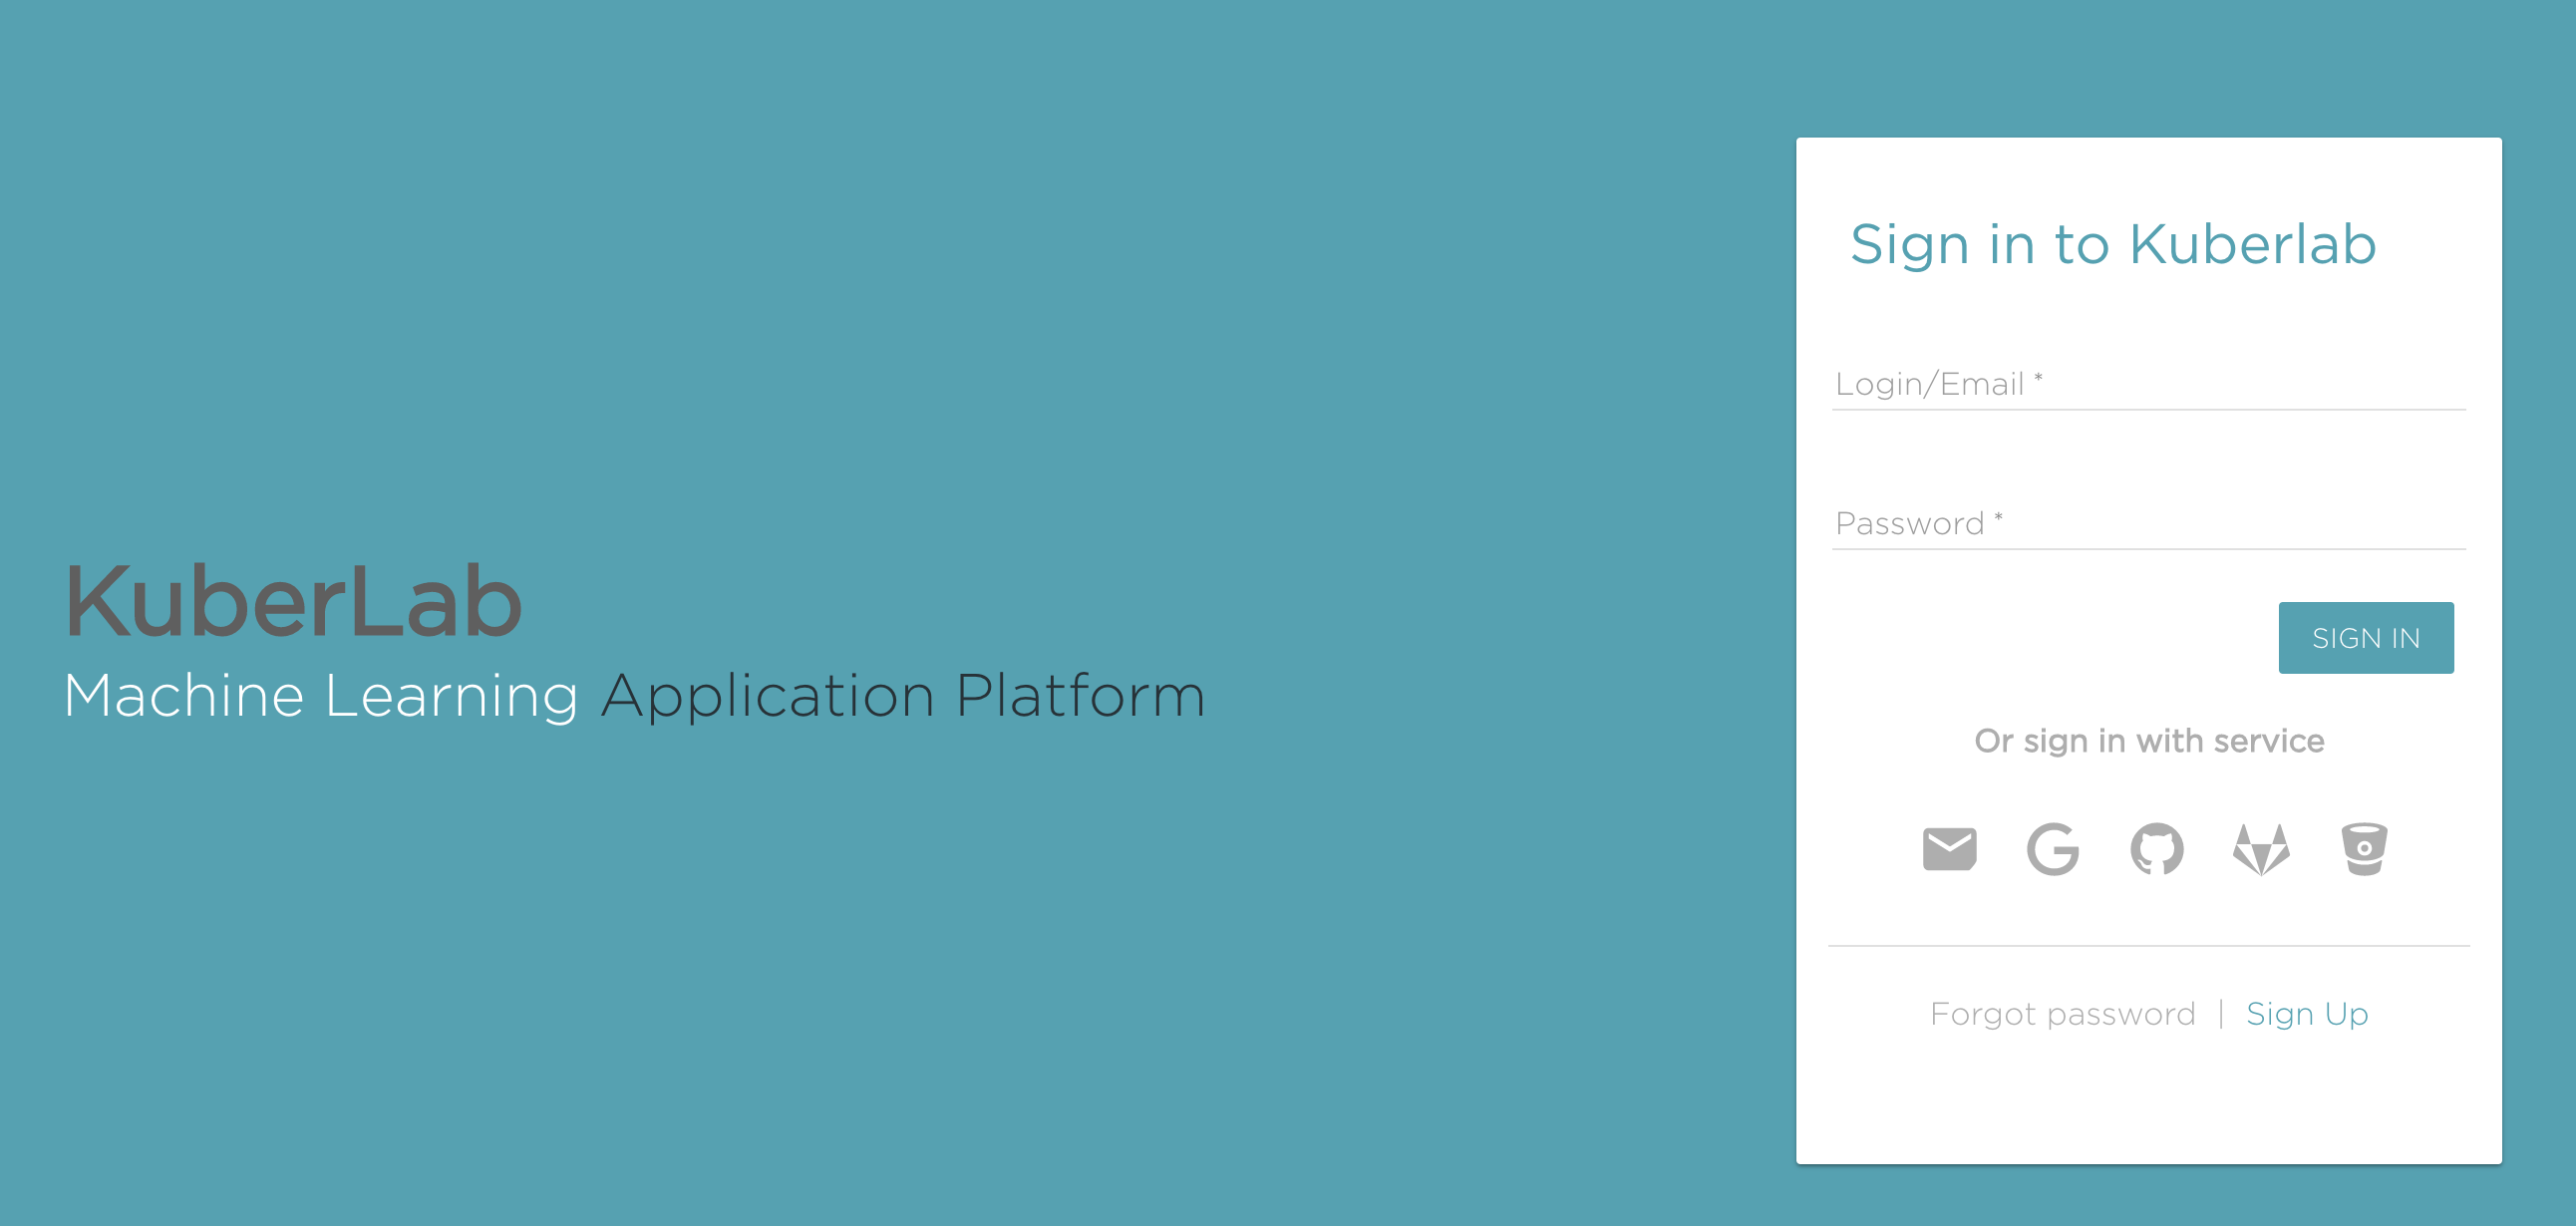 KuberLab
Machine Learning Application Platform
Sign in to Kuberlab
Login/Email *
Password *
SIGN IN
Or sign in with service
Forgot password | Sign Up